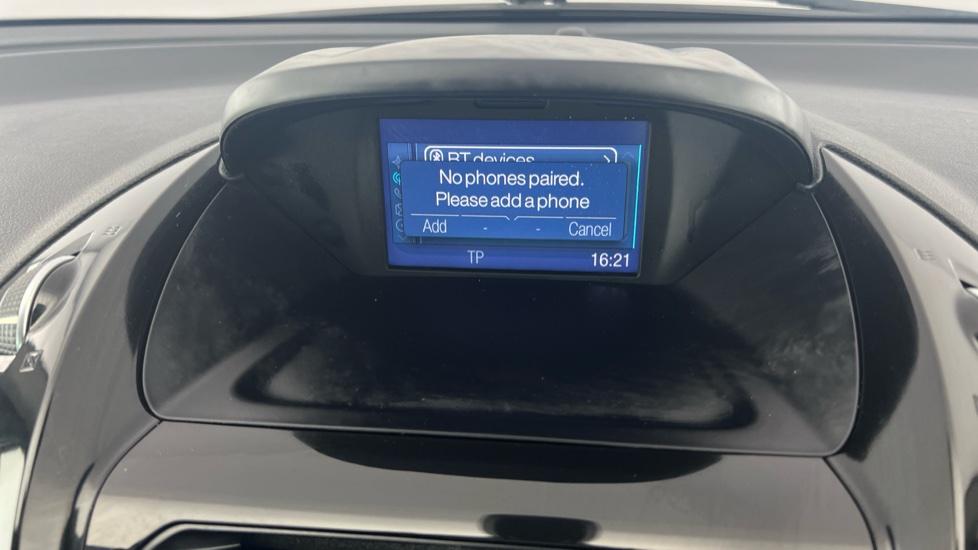 BT devices
No phones paired.
Please add a phone
Add - - Cancel
TP 16:21